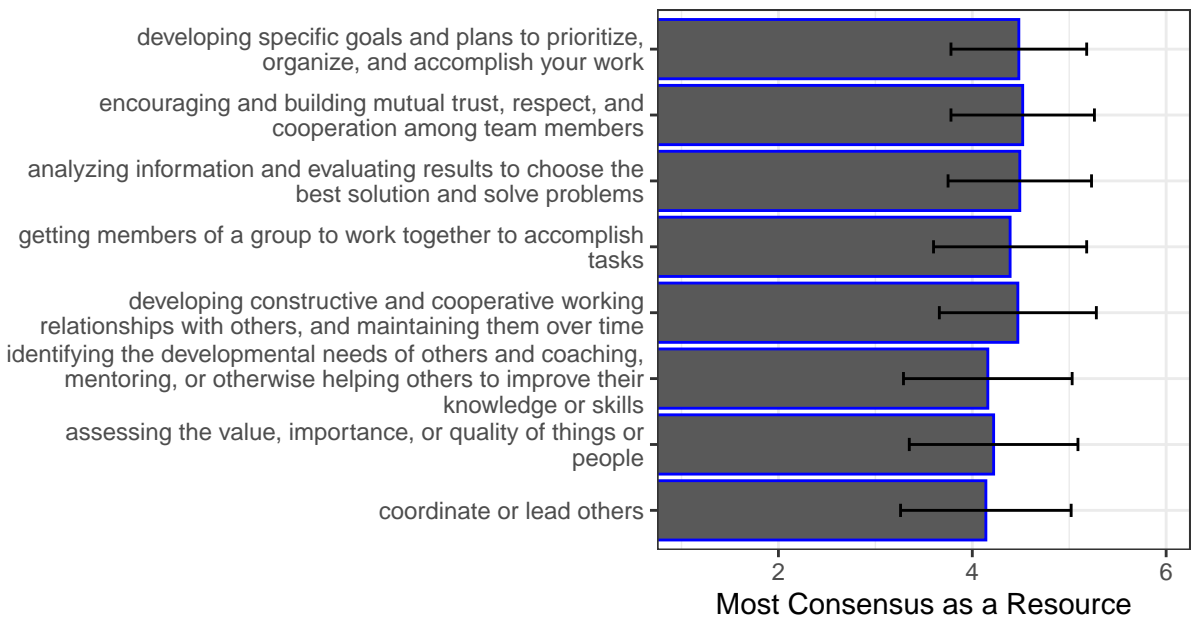 developing specific goals and plans to prioritize,
organize, and accomplish your work
encouraging and building mutual trust, respect, and
cooperation among team members
analyzing information and evaluating results to choose the
best solution and solve problems
getting members of a group to work together to accomplish
tasks
developing constructive and cooperative working
relationships with others, and maintaining them over time
identifying the developmental needs of others and coaching,
mentoring, or otherwise helping others to improve their
knowledge or skills
assessing the value, importance, or quality of things or
people
coordinate or lead others
2 4 6
Most Consensus as a Resource